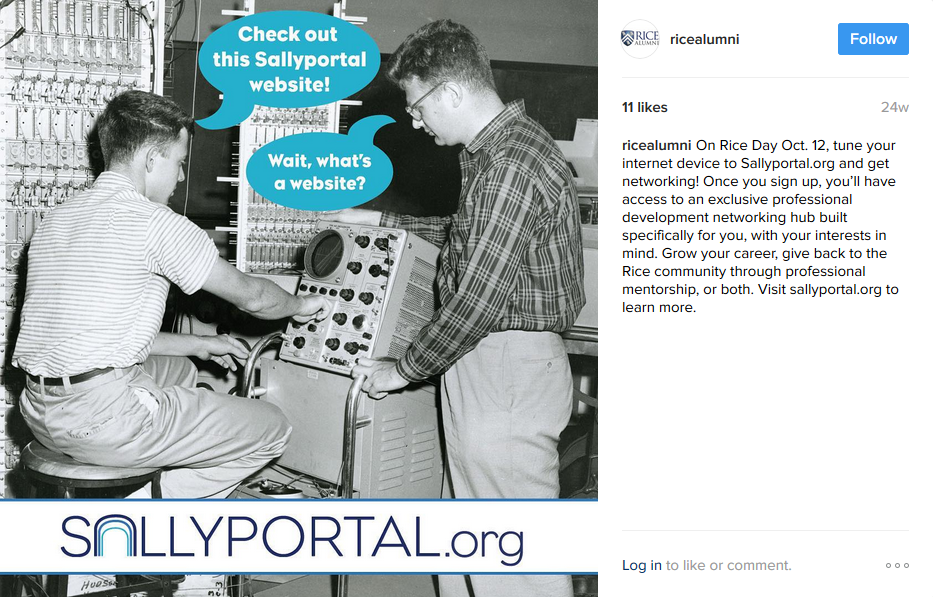 Check out
this Sallyportal
website!
Wait, what's
a website?
SALLYPORTAL.org
RICE
ALUMNI
ricealumni
Follow
11 likes
24w
ricealumni On Rice Day Oct. 12, tune your
internet device to Sallyportal.org and get
networking! Once you sign up, you'll have
access to an exclusive professional
development networking hub built
specifically for you, with your interests in
mind. Grow your career, give back to the
Rice community through professional
mentorship, or both. Visit sallyportal.org to
learn more.
Log in to like or comment.